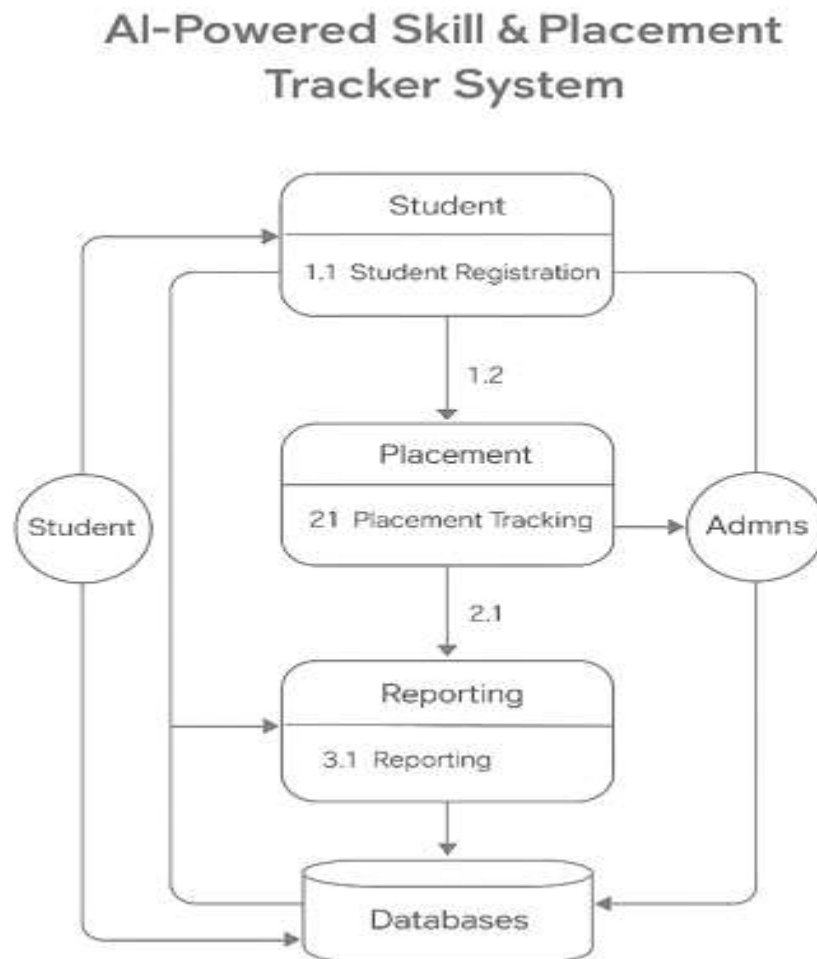 AI-Powered Skill & Placement
Tracker System
Student
1.1 Student Registration
1.2
Placement
21 Placement Tracking
Student
Admns
2.1
Reporting
3.1 Reporting
Databases